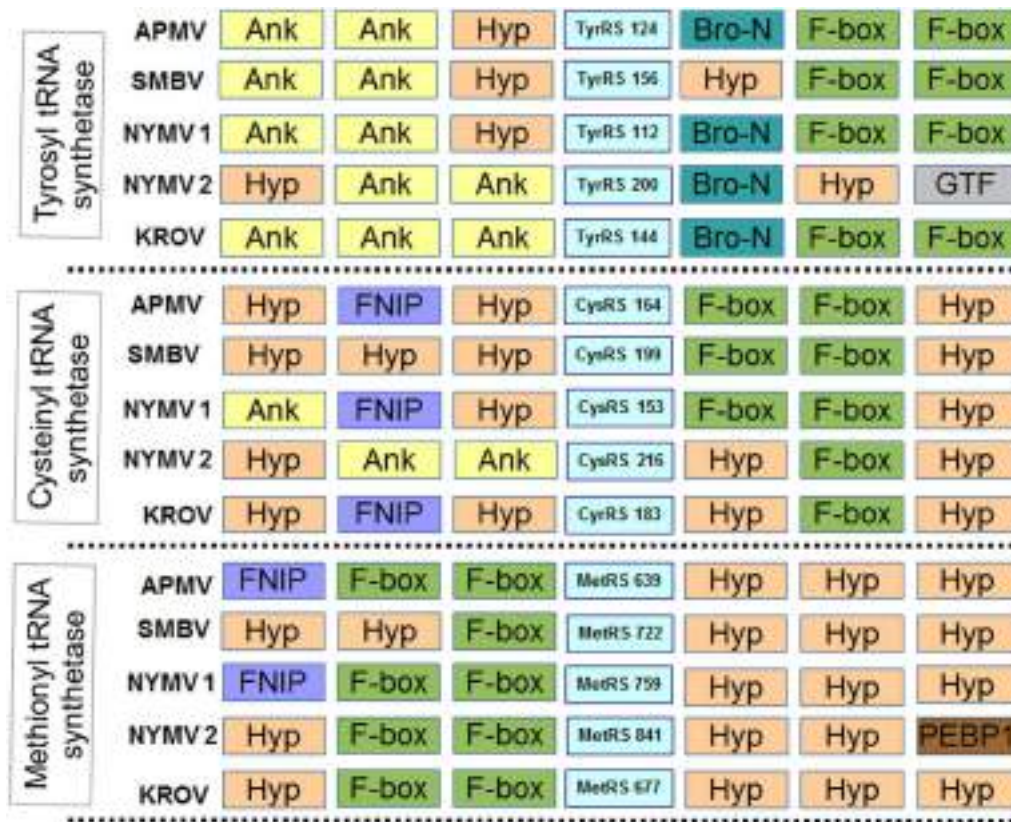 Tyrosyl tRNA
synthetase
APMV Ank Ank Hyp TyrRS 124 Bro-N F-box F-box
SMBV Ank Ank Hyp TyrRS 156 Hyp F-box F-box
NYMV 1 Ank Ank Hyp TyrRS 112 Bro-N F-box F-box
NYMV 2 Hyp Ank Ank TyrRS 200 Bro-N Hyp GTF
KROV Ank Ank Ank TyrRS 144 Bro-N F-box F-box
Cysteinyl tRNA
synthetase
APMV Hyp FNIP Hyp CysRS 164 F-box F-box Hyp
SMBV Hyp Hyp Hyp CysRS 199 F-box F-box Hyp
NYMV 1 Ank FNIP Hyp CysRS 153 F-box F-box Hyp
NYMV 2 Hyp Ank Ank CysRS 216 Hyp F-box Hyp
KROV Hyp FNIP Hyp CyrRS 183 Hyp F-box Hyp
Methionyl tRNA
synthetase
APMV FNIP F-box F-box MetRS 639 Hyp Hyp Hyp
SMBV Hyp Hyp F-box MetRS 722 Hyp Hyp Hyp
NYMV 1 FNIP F-box F-box MetRS 759 Hyp Hyp Hyp
NYMV 2 Hyp F-box F-box MetRS 841 Hyp Hyp PEBP1
KROV Hyp F-box F-box MetRS 677 Hyp Hyp Hyp